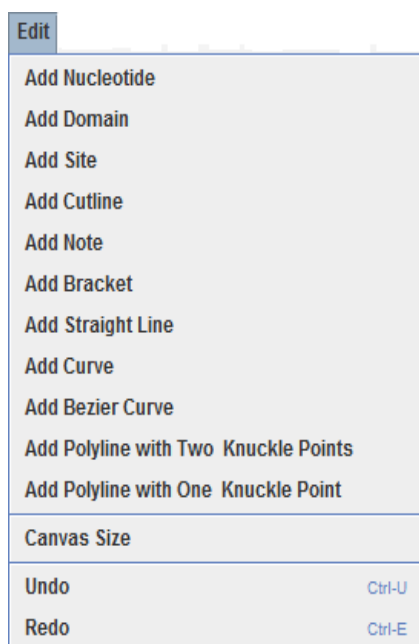 Edit
Add Nucleotide
Add Domain
Add Site
Add Cutline
Add Note
Add Bracket
Add Straight Line
Add Curve
Add Bezier Curve
Add Polyline with Two Knuckle Points
Add Polyline with One Knuckle Point
Canvas Size
Undo Ctrl-U
Redo Ctrl-E